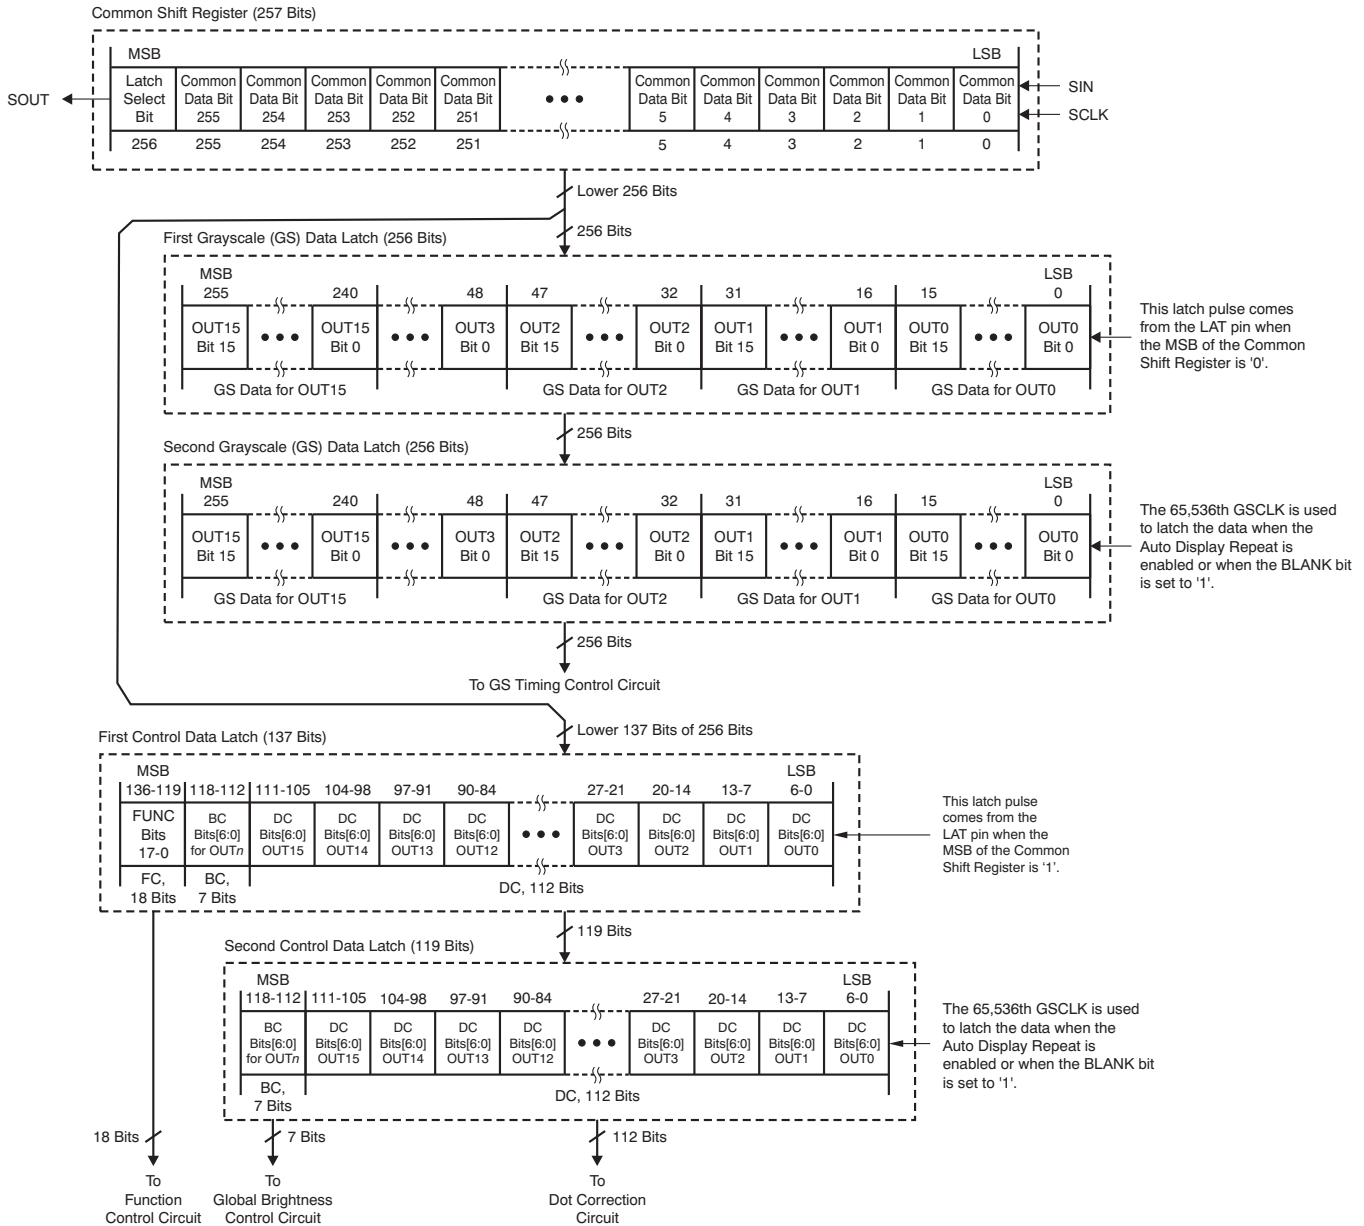 Common Shift Register (257 Bits)
MSB LSB
Latch Select Bit
Common Data Bit 255
Common Data Bit 254
Common Data Bit 253
Common Data Bit 252
Common Data Bit 251
Common Data Bit 5
Common Data Bit 4
Common Data Bit 3
Common Data Bit 2
Common Data Bit 1
Common Data Bit 0
SOUT
SIN
SCLK
256 255 254 253 252 251 5 4 3 2 1 0
Lower 256 Bits
256 Bits
First Grayscale (GS) Data Latch (256 Bits)
MSB LSB
255 240 48 47 32 31 16 15 0
OUT15 Bit 15
OUT15 Bit 0
OUT3 Bit 0
OUT2 Bit 15
OUT2 Bit 0
OUT1 Bit 15
OUT1 Bit 0
OUT0 Bit 15
OUT0 Bit 0
GS Data for OUT15 GS Data for OUT2 GS Data for OUT1 GS Data for OUT0
This latch pulse comes
from the LAT pin when
the MSB of the Common
Shift Register is '0'.
256 Bits
Second Grayscale (GS) Data Latch (256 Bits)
MSB LSB
255 240 48 47 32 31 16 15 0
OUT15 Bit 15
OUT15 Bit 0
OUT3 Bit 0
OUT2 Bit 15
OUT2 Bit 0
OUT1 Bit 15
OUT1 Bit 0
OUT0 Bit 15
OUT0 Bit 0
GS Data for OUT15 GS Data for OUT2 GS Data for OUT1 GS Data for OUT0
The 65,536th GSCLK is used
to latch the data when the
Auto Display Repeat is
enabled or when the BLANK bit
is set to '1'.
256 Bits
To GS Timing Control Circuit
Lower 137 Bits of 256 Bits
First Control Data Latch (137 Bits)
MSB LSB
136-119 118-112 111-105 104-98 97-91 90-84 27-21 20-14 13-7 6-0
FUNC Bits 17-0
BC Bits[6:0] for OUTn
DC Bits[6:0] OUT15
DC Bits[6:0] OUT14
DC Bits[6:0] OUT13
DC Bits[6:0] OUT12
DC Bits[6:0] OUT3
DC Bits[6:0] OUT2
DC Bits[6:0] OUT1
DC Bits[6:0] OUT0
FC, 18 Bits
BC, 7 Bits
DC, 112 Bits
This latch pulse
comes from the
LAT pin when the
MSB of the Common
Shift Register is '1'.
119 Bits
Second Control Data Latch (119 Bits)
MSB LSB
118-112 111-105 104-98 97-91 90-84 27-21 20-14 13-7 6-0
BC Bits[6:0] for OUTn
DC Bits[6:0] OUT15
DC Bits[6:0] OUT14
DC Bits[6:0] OUT13
DC Bits[6:0] OUT12
DC Bits[6:0] OUT3
DC Bits[6:0] OUT2
DC Bits[6:0] OUT1
DC Bits[6:0] OUT0
BC, 7 Bits
DC, 112 Bits
The 65,536th GSCLK is used
to latch the data when the
Auto Display Repeat is
enabled or when the BLANK bit
is set to '1'.
18 Bits 7 Bits 112 Bits
To Function Control Circuit
To Global Brightness Control Circuit
To Dot Correction Circuit